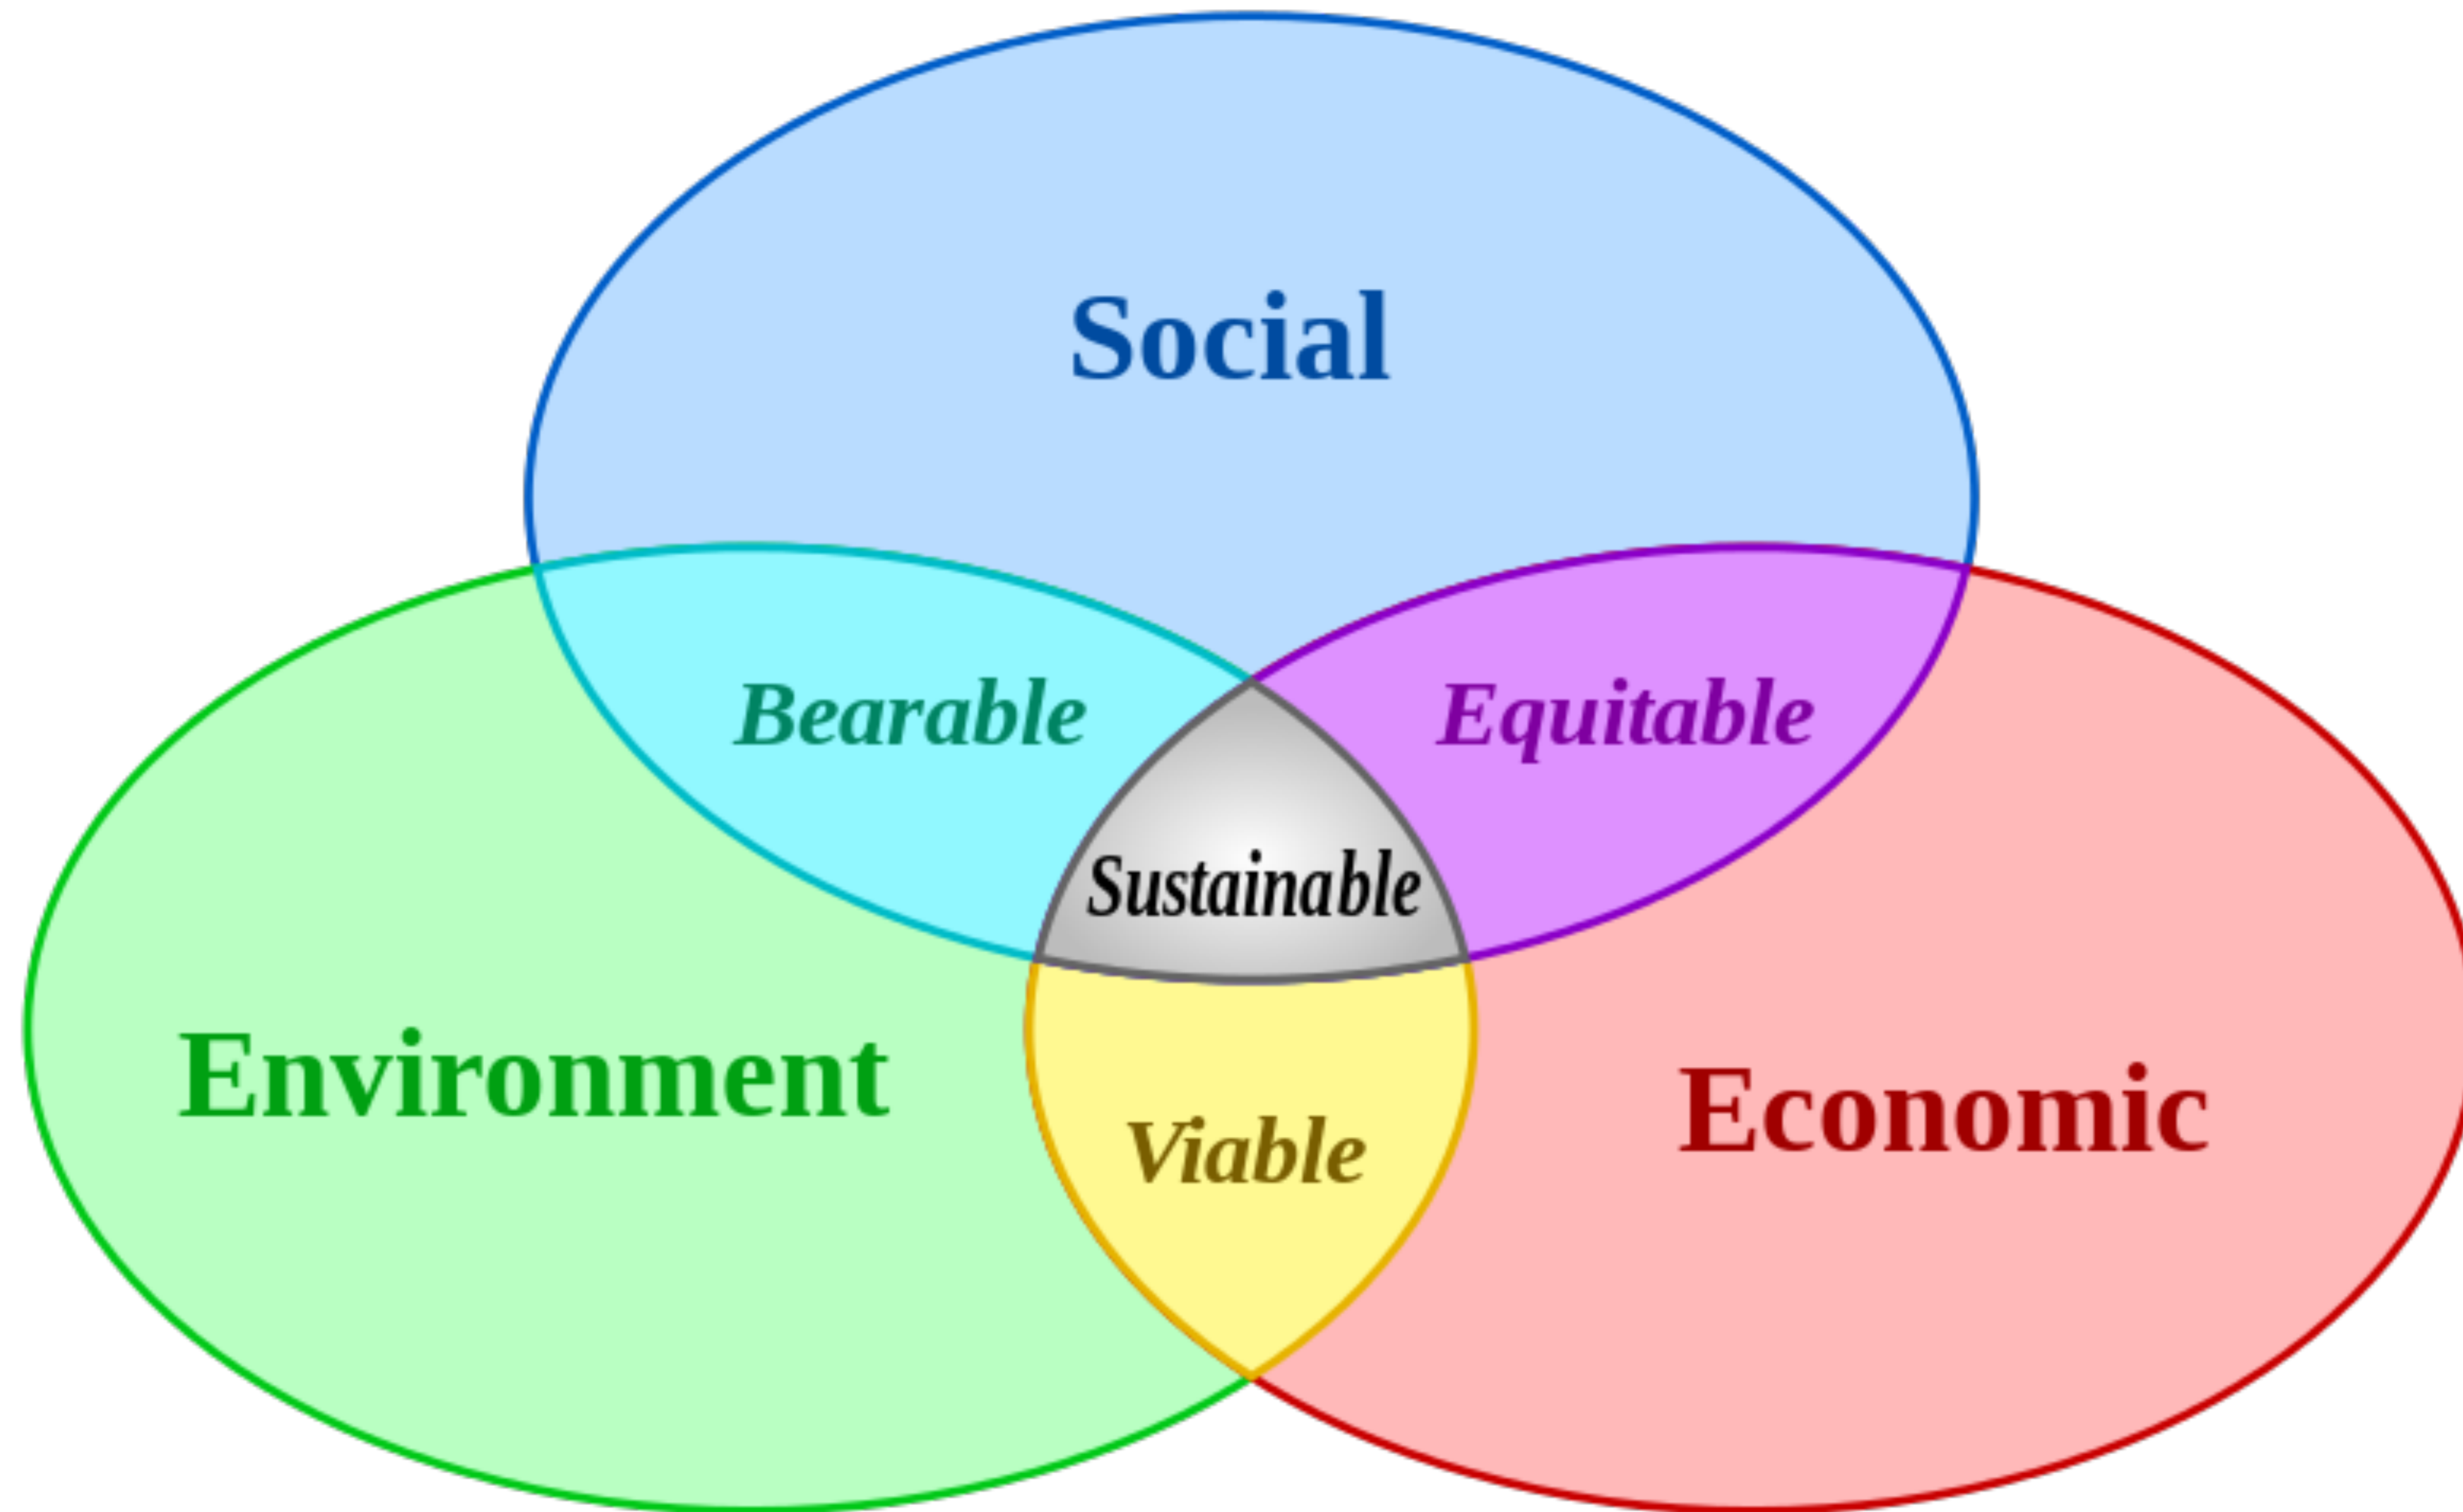 Social
Bearable
Equitable
Sustainable
Environment
Economic
Viable